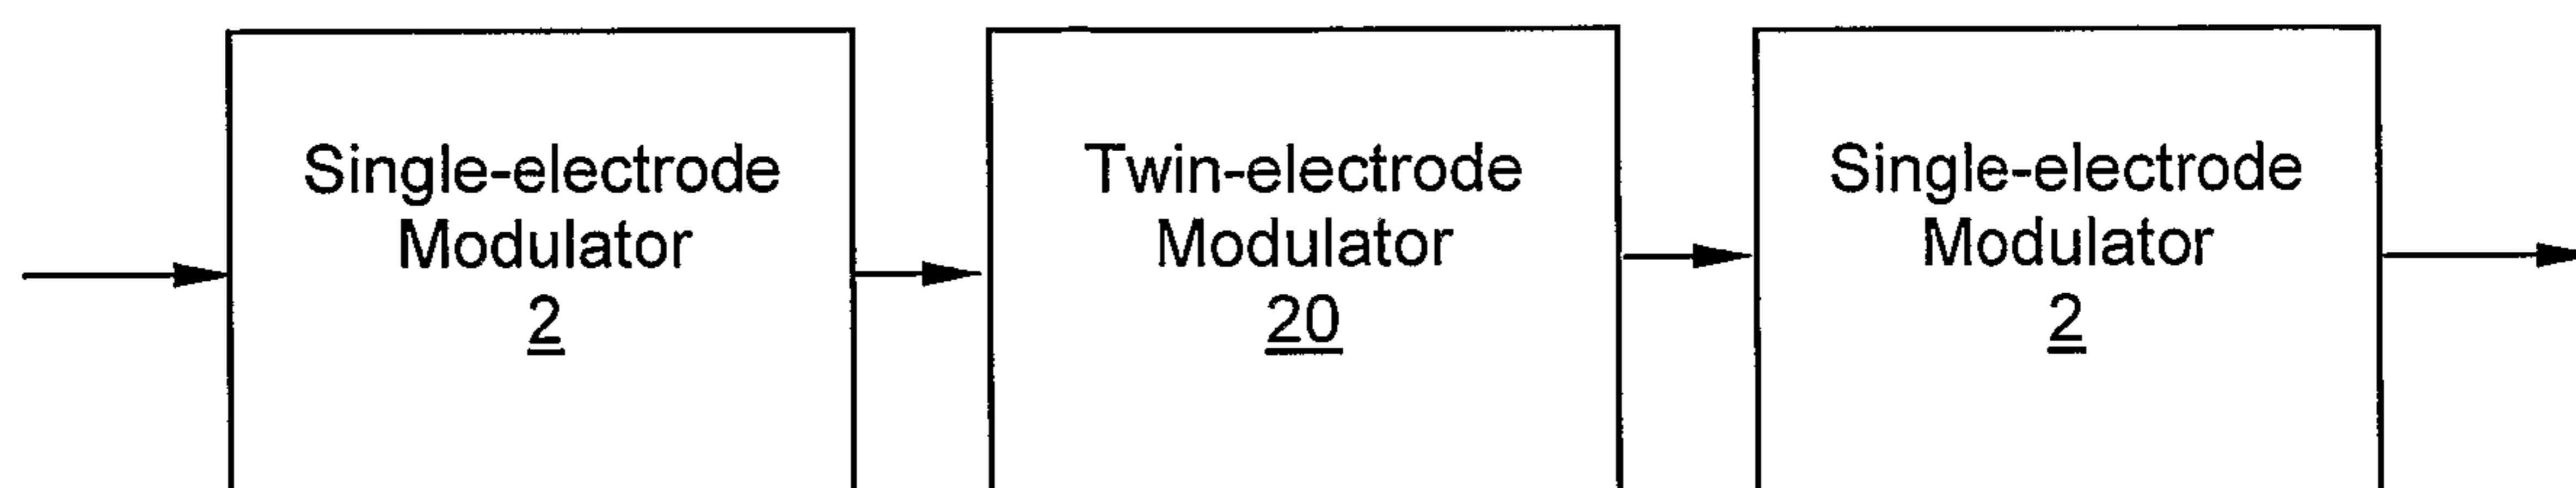 Single-electrode
Modulator
2
Twin-electrode
Modulator
20
Single-electrode
Modulator
2